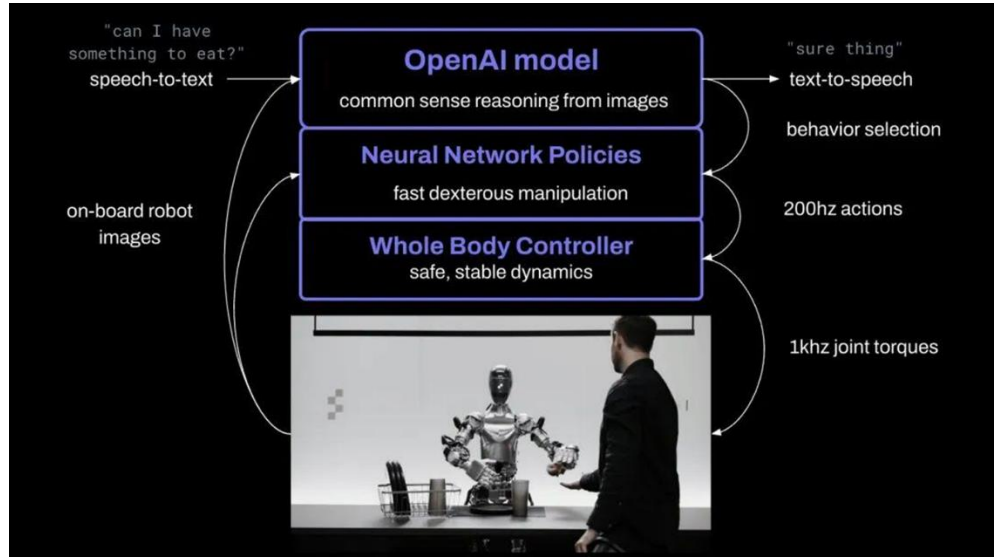 "can I have
something to eat?"
speech-to-text
OpenAI model
common sense reasoning from images
"sure thing"
text-to-speech
behavior selection
Neural Network Policies
fast dexterous manipulation
on-board robot
images
200hz actions
Whole Body Controller
safe, stable dynamics
1khz joint torques